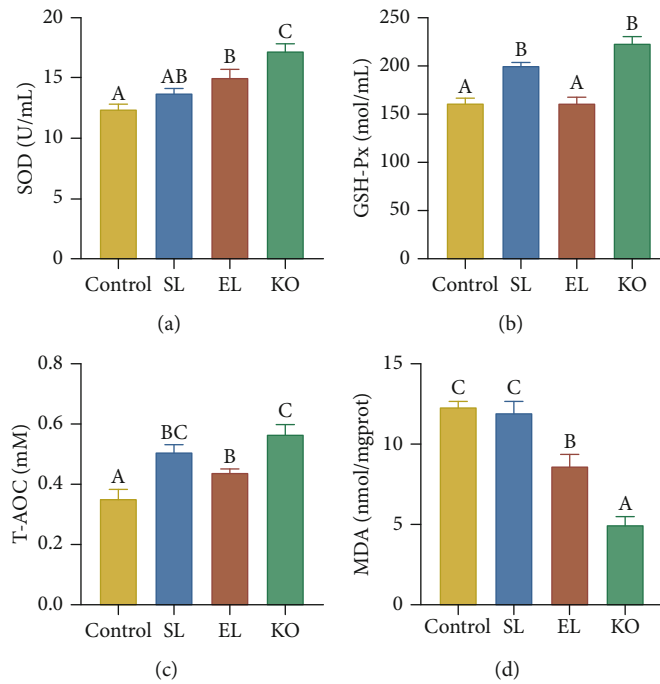 SOD (U/mL)
20
15
10
5
0
A
AB
B
C
Control SL EL KO
(a)
GSH-Px (mol/mL)
250
200
150
100
50
0
A
B
A
B
Control SL EL KO
(b)
T-AOC (mM)
0.8
0.6
0.4
0.2
0.0
A
BC
B
C
Control SL EL KO
(c)
MDA (nmol/mgprot)
15
10
5
0
C
C
B
A
Control SL EL KO
(d)